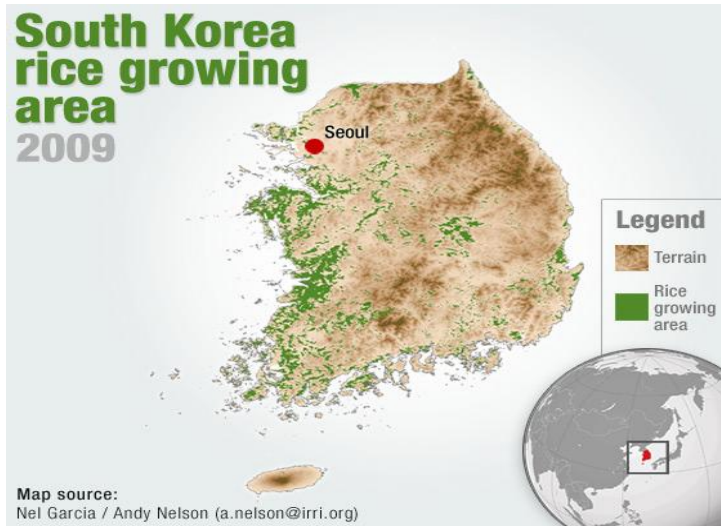 South Korea
rice growing
area
2009
Seoul
Legend
Terrain
Rice
growing
area
Map source:
Nel Garcia / Andy Nelson (a.nelson@irri.org)